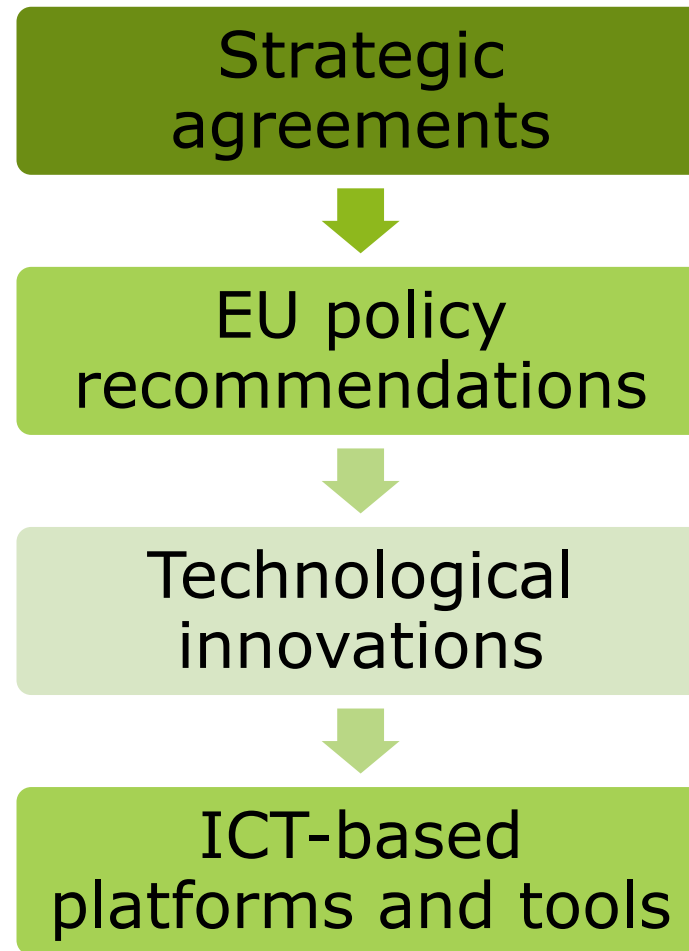 Strategic
agreements
EU policy
recommendations
Technological
innovations
ICT-based
platforms and tools